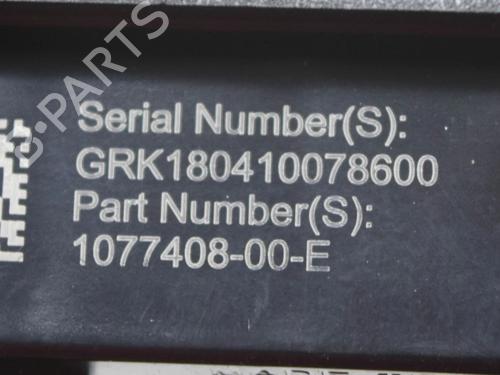 B-PARTS
Serial Number(S):
GRK180410078600
Part Number(S):
1077408-00-E